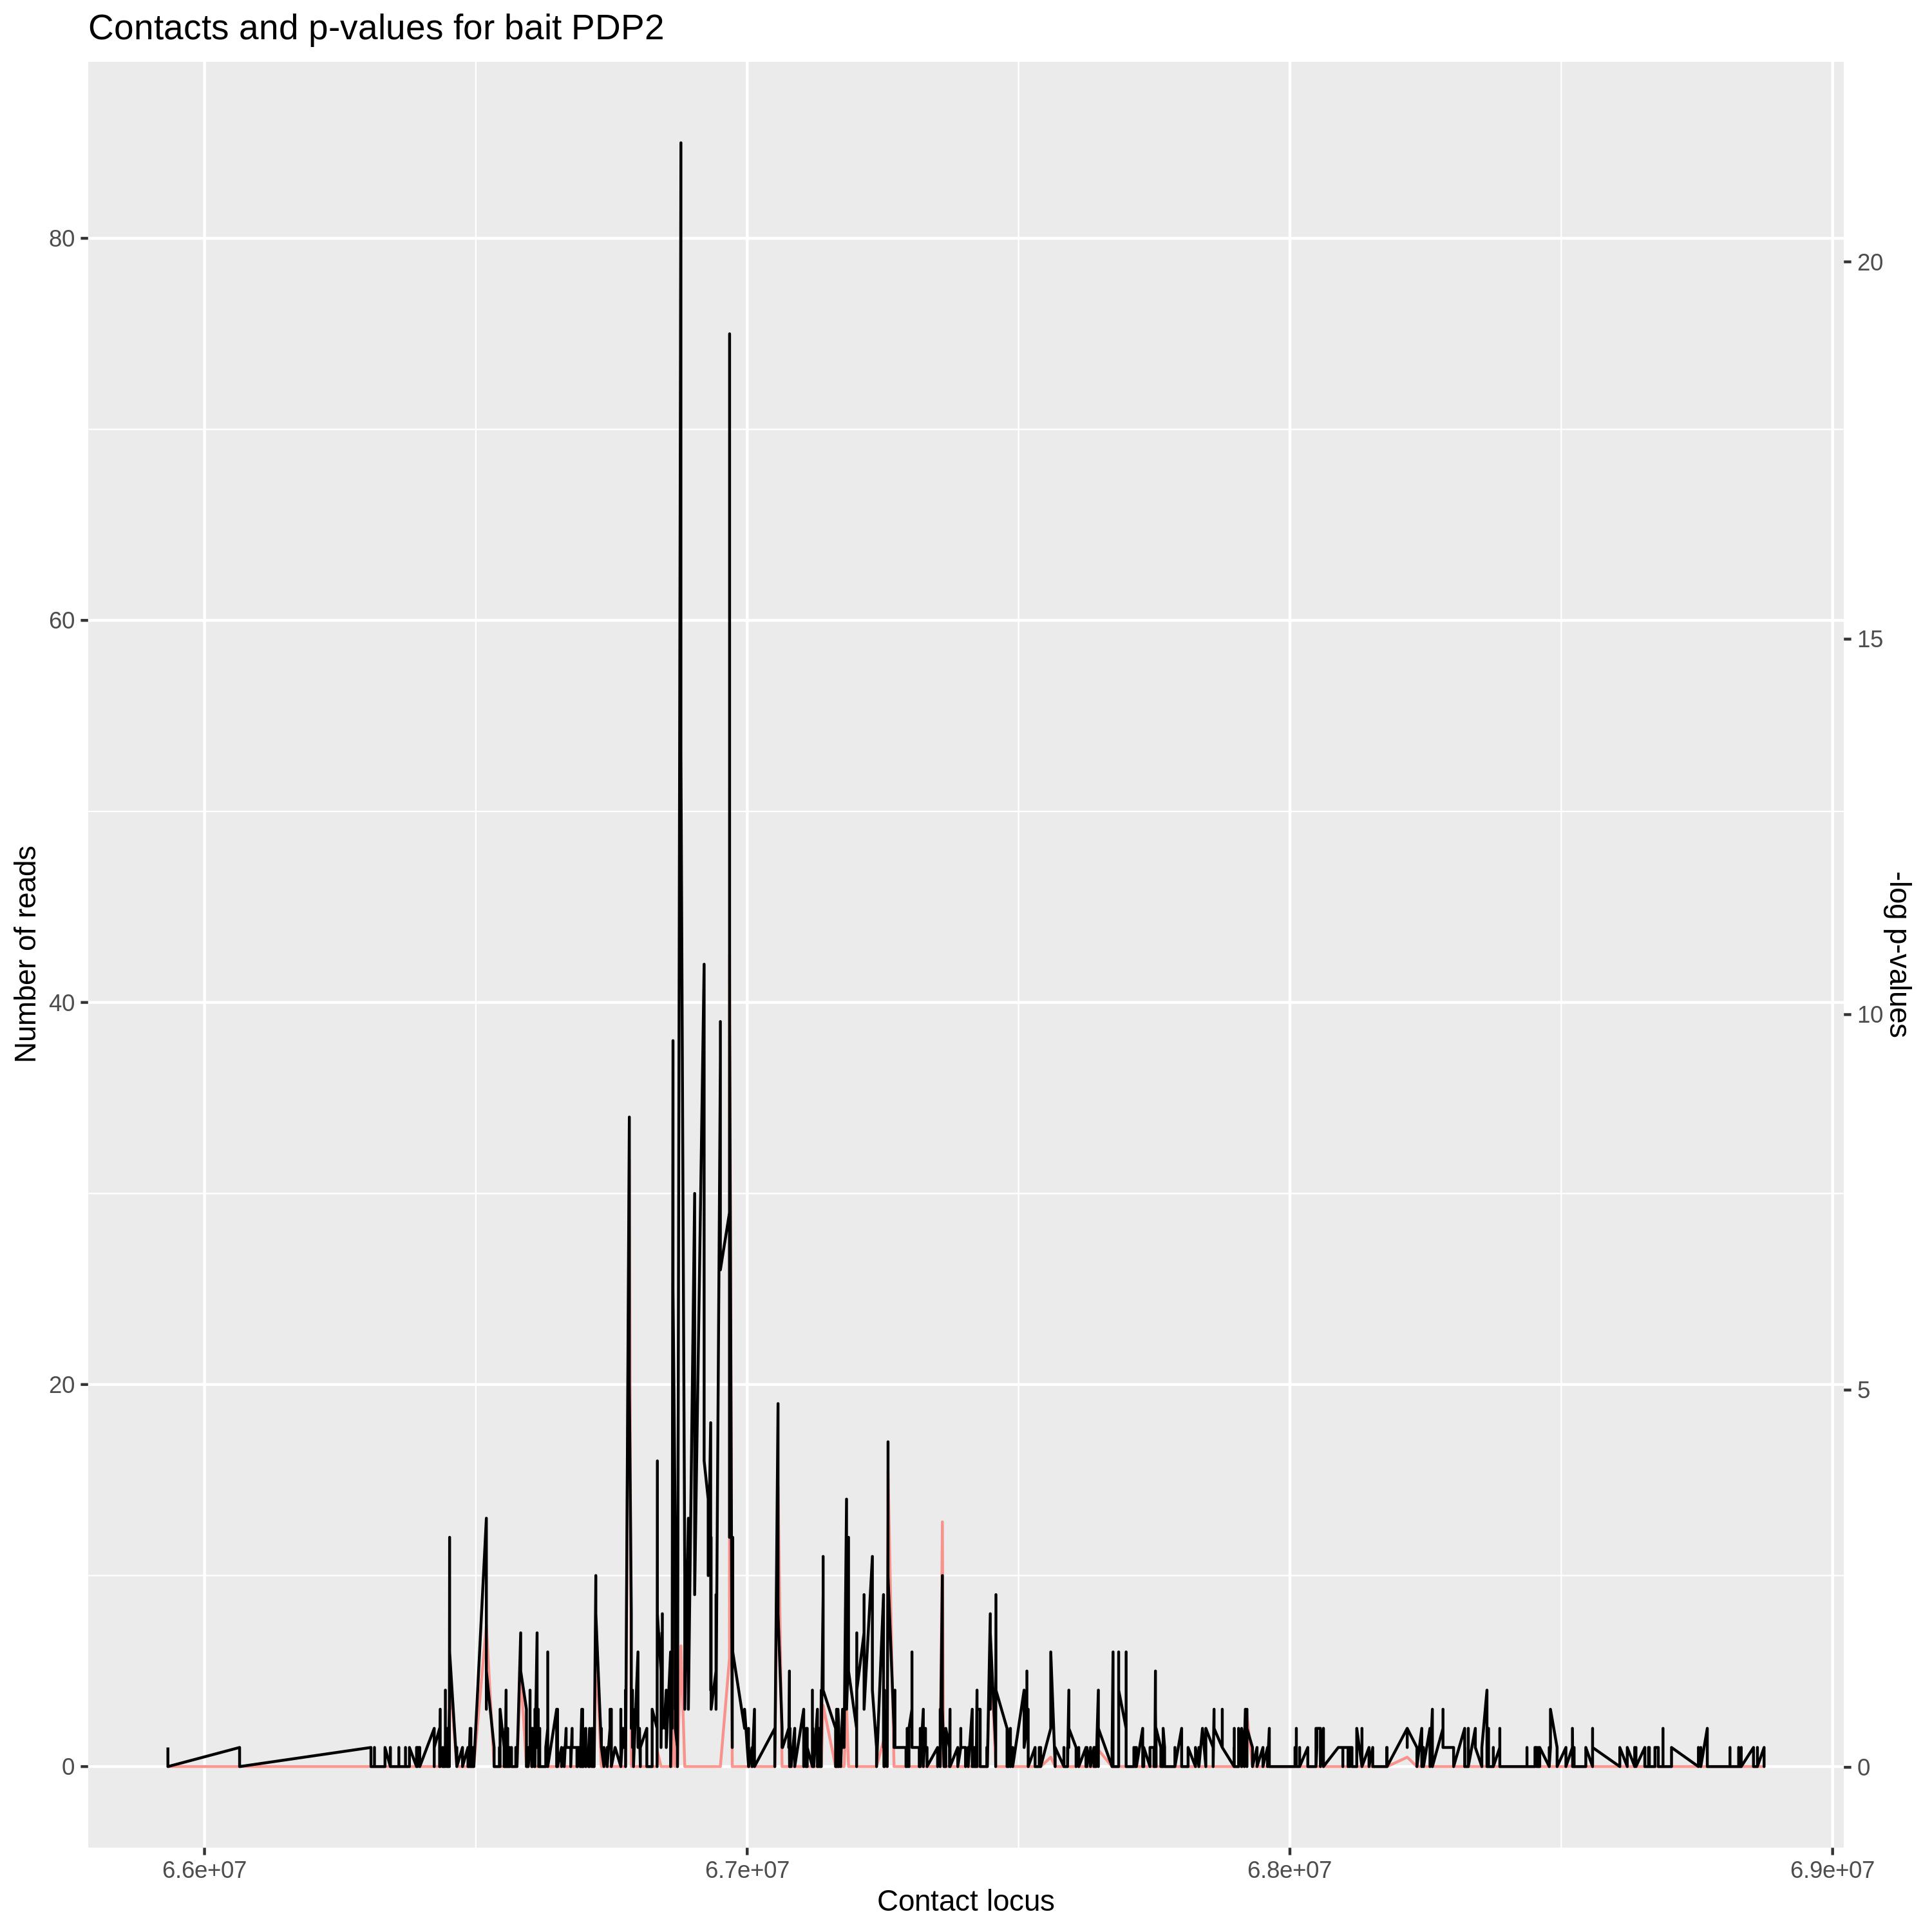 Contacts and p-values for bait PDP2
80
60
40
20
0
20
15
10
5
0
Number of reads
-log p-values
6.6e+07
6.7e+07
6.8e+07
6.9e+07
Contact locus